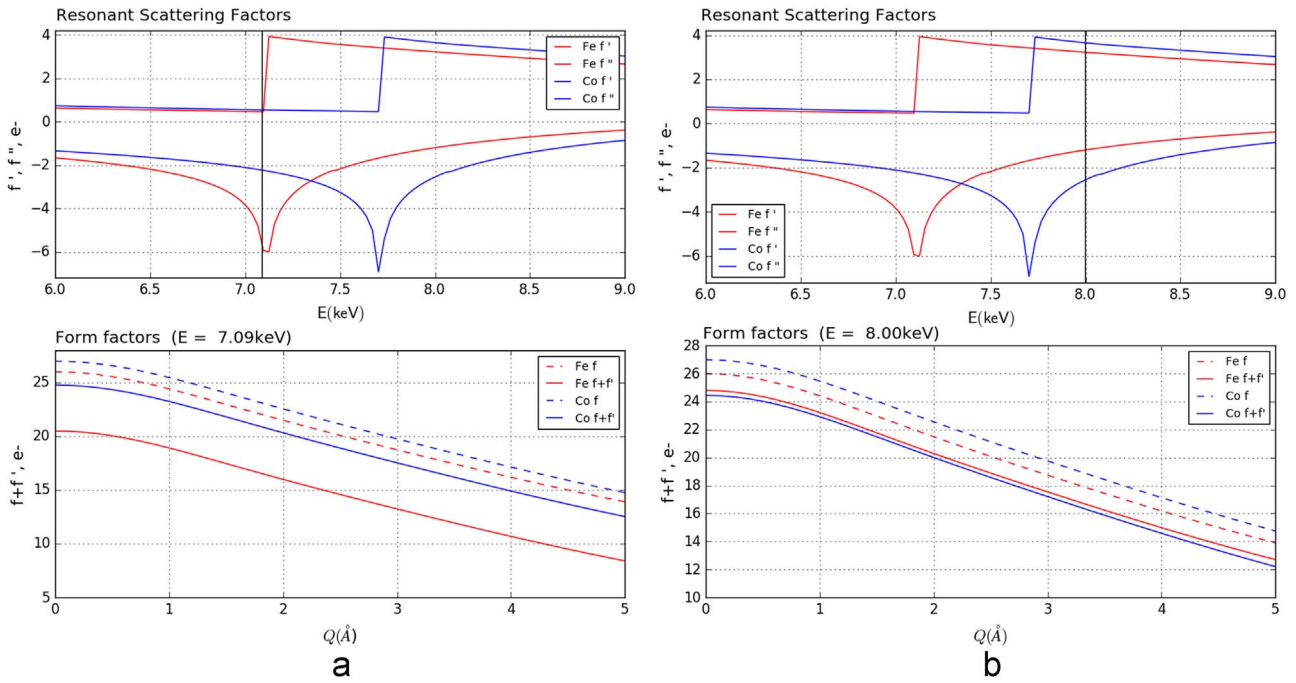 Resonant Scattering Factors
4
2
0
−2
−4
−6
f ', f ", e-
6.0 6.5 7.0 7.5 8.0 8.5 9.0
E(keV)
Fe f '
Fe f "
Co f '
Co f "
Form factors (E = 7.09keV)
25
20
15
10
5
f+f ', e-
0 1 2 3 4 5
Q(Å)
Fe f
Fe f+f'
Co f
Co f+f'
a
Resonant Scattering Factors
4
2
0
−2
−4
−6
f ', f ", e-
6.0 6.5 7.0 7.5 8.0 8.5 9.0
E(keV)
Fe f '
Fe f "
Co f '
Co f "
Form factors (E = 8.00keV)
28
26
24
22
20
18
16
14
12
10
f+f ', e-
0 1 2 3 4 5
Q(Å)
Fe f
Fe f+f'
Co f
Co f+f'
b